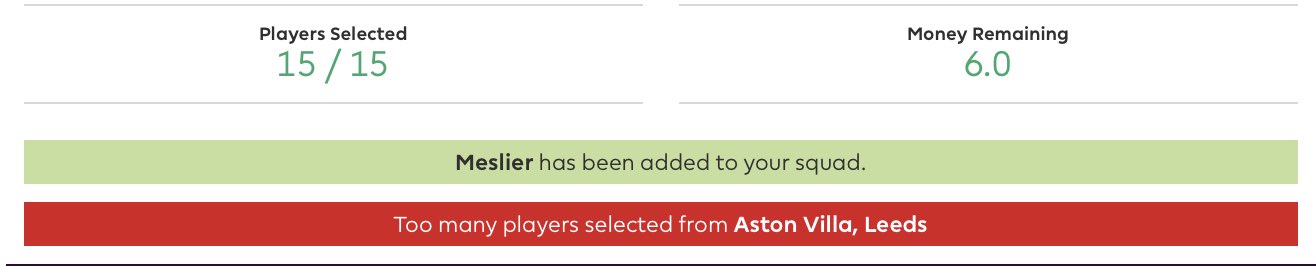 Players Selected
15 / 15
Money Remaining
6.0
Meslier has been added to your squad.
Too many players selected from Aston Villa, Leeds